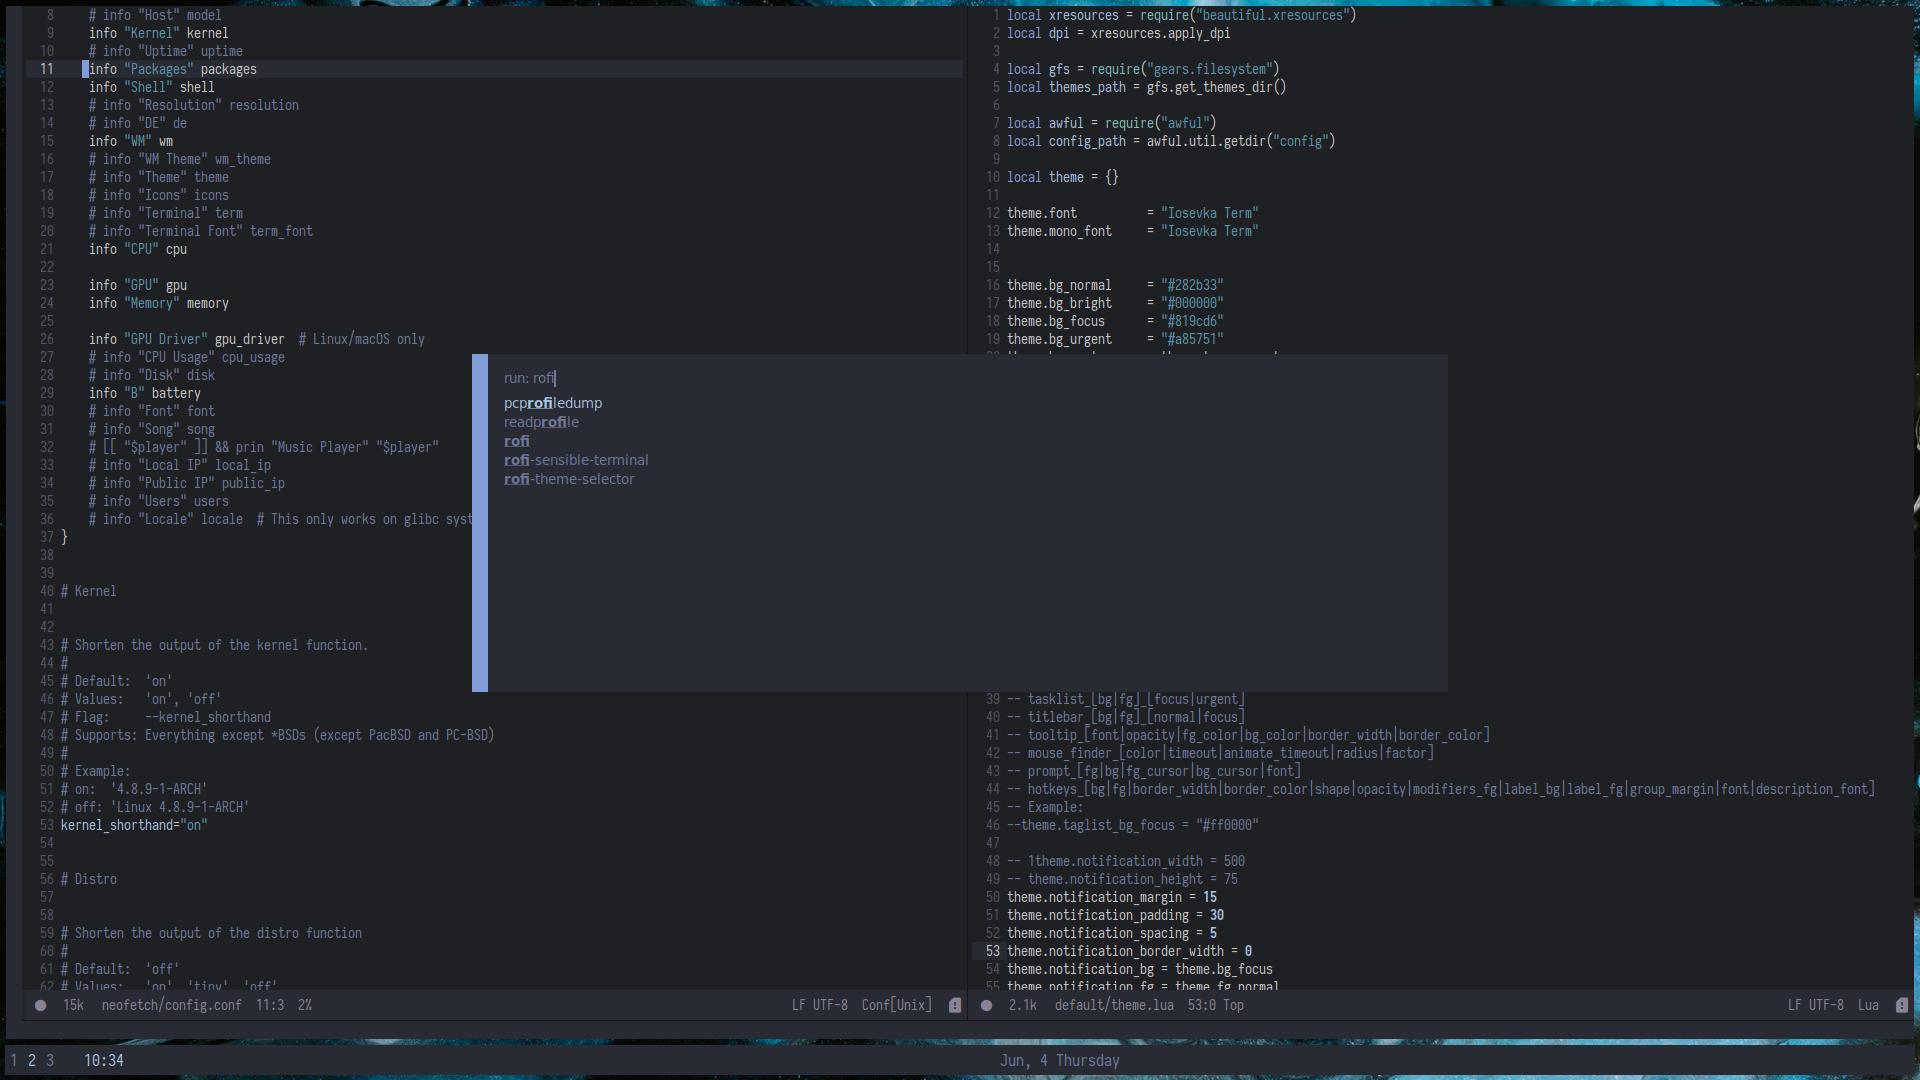 8 # info "Host" model
9 info "Kernel" kernel
10 # info "Uptime" uptime
11 info "Packages" packages
12 info "Shell" shell
13 # info "Resolution" resolution
14 # info "DE" de
15 info "WM" wm
16 # info "WM Theme" wm_theme
17 # info "Theme" theme
18 # info "Icons" icons
19 # info "Terminal" term
20 # info "Terminal Font" term_font
21 info "CPU" cpu
22
23 info "GPU" gpu
24 info "Memory" memory
25
26 info "GPU Driver" gpu_driver  # Linux/macOS only
27 # info "CPU Usage" cpu_usage
28 # info "Disk" disk
29 info "B" battery
30 # info "Font" font
31 # info "Song" song
32 # [[ "$player" ]] && prin "Music Player" "$player"
33 # info "Local IP" local_ip
34 # info "Public IP" public_ip
35 # info "Users" users
36 # info "Locale" locale  # This only works on glibc syst
37 }
38
39
40 # Kernel
41
42
43 # Shorten the output of the kernel function.
44 #
45 # Default:  'on'
46 # Values:   'on', 'off'
47 # Flag:     --kernel_shorthand
48 # Supports: Everything except *BSDs (except PacBSD and PC-BSD)
49 #
50 # Example:
51 # on:  '4.8.9-1-ARCH'
52 # off: 'Linux 4.8.9-1-ARCH'
53 kernel_shorthand="on"
54
55
56 # Distro
57
58
59 # Shorten the output of the distro function
60 #
61 # Default:  'off'
62 # Values:   'on', 'tiny', 'off'
15k neofetch/config.conf 11:3 2% LF UTF-8 Conf[Unix]
1 local xresources = require("beautiful.xresources")
2 local dpi = xresources.apply_dpi
3
4 local gfs = require("gears.filesystem")
5 local themes_path = gfs.get_themes_dir()
6
7 local awful = require("awful")
8 local config_path = awful.util.getdir("config")
9
10 local theme = {}
11
12 theme.font          = "Iosevka Term"
13 theme.mono_font     = "Iosevka Term"
14
15
16 theme.bg_normal     = "#282b33"
17 theme.bg_bright     = "#000000"
18 theme.bg_focus      = "#819cd6"
19 theme.bg_urgent     = "#a85751"
run: rofi
pcprofiledump
readprofile
rofi
rofi-sensible-terminal
rofi-theme-selector
39 -- tasklist_[bg|fg]_[focus|urgent]
40 -- titlebar_[bg|fg]_[normal|focus]
41 -- tooltip_[font|opacity|fg_color|bg_color|border_width|border_color]
42 -- mouse_finder_[color|timeout|animate_timeout|radius|factor]
43 -- prompt_[fg|bg|fg_cursor|bg_cursor|font]
44 -- hotkeys_[bg|fg|border_width|border_color|shape|opacity|modifiers_fg|label_bg|label_fg|group_margin|font|description_font]
45 -- Example:
46 --theme.taglist_bg_focus = "#ff0000"
47
48 -- 1theme.notification_width = 500
49 -- theme.notification_height = 75
50 theme.notification_margin = 15
51 theme.notification_padding = 30
52 theme.notification_spacing = 5
53 theme.notification_border_width = 0
54 theme.notification_bg = theme.bg_focus
55 theme.notification_fg = theme.fg_normal
2.1k default/theme.lua 53:0 Top LF UTF-8 Lua
1 2 3 10:34 Jun, 4 Thursday